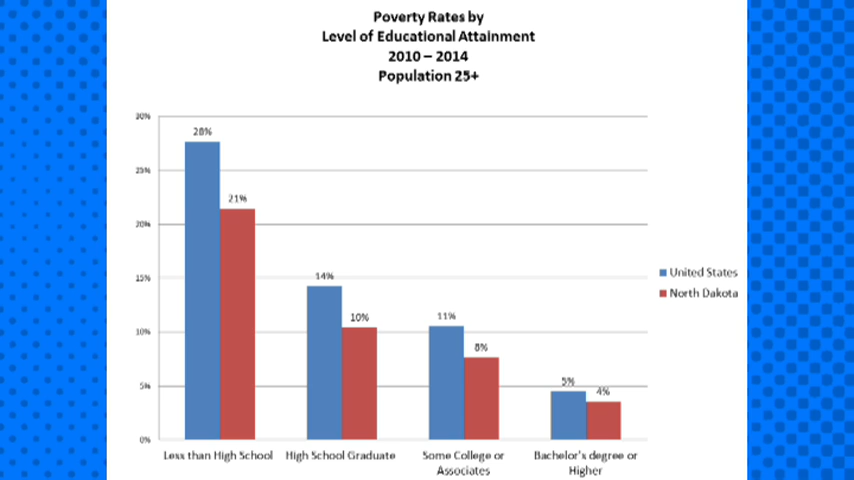 Poverty Rates by
Level of Educational Attainment
2010 – 2014
Population 25+
30%
25%
20%
15%
10%
5%
0%
28%
21%
14%
10%
11%
8%
5%
4%
United States
North Dakota
Less than High School
High School Graduate
Some College or
Associates
Bachelor's degree or
Higher